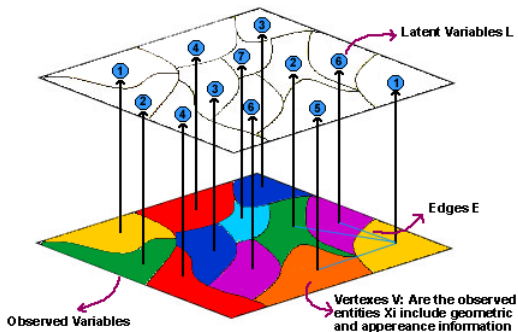 3
Latent Variables L
4
7
6
1
2
1
2
3
4
6
5
Edges E
Observed Variables
Vertexes V: Are the observed
entities Xi include geometric
and appereance information.